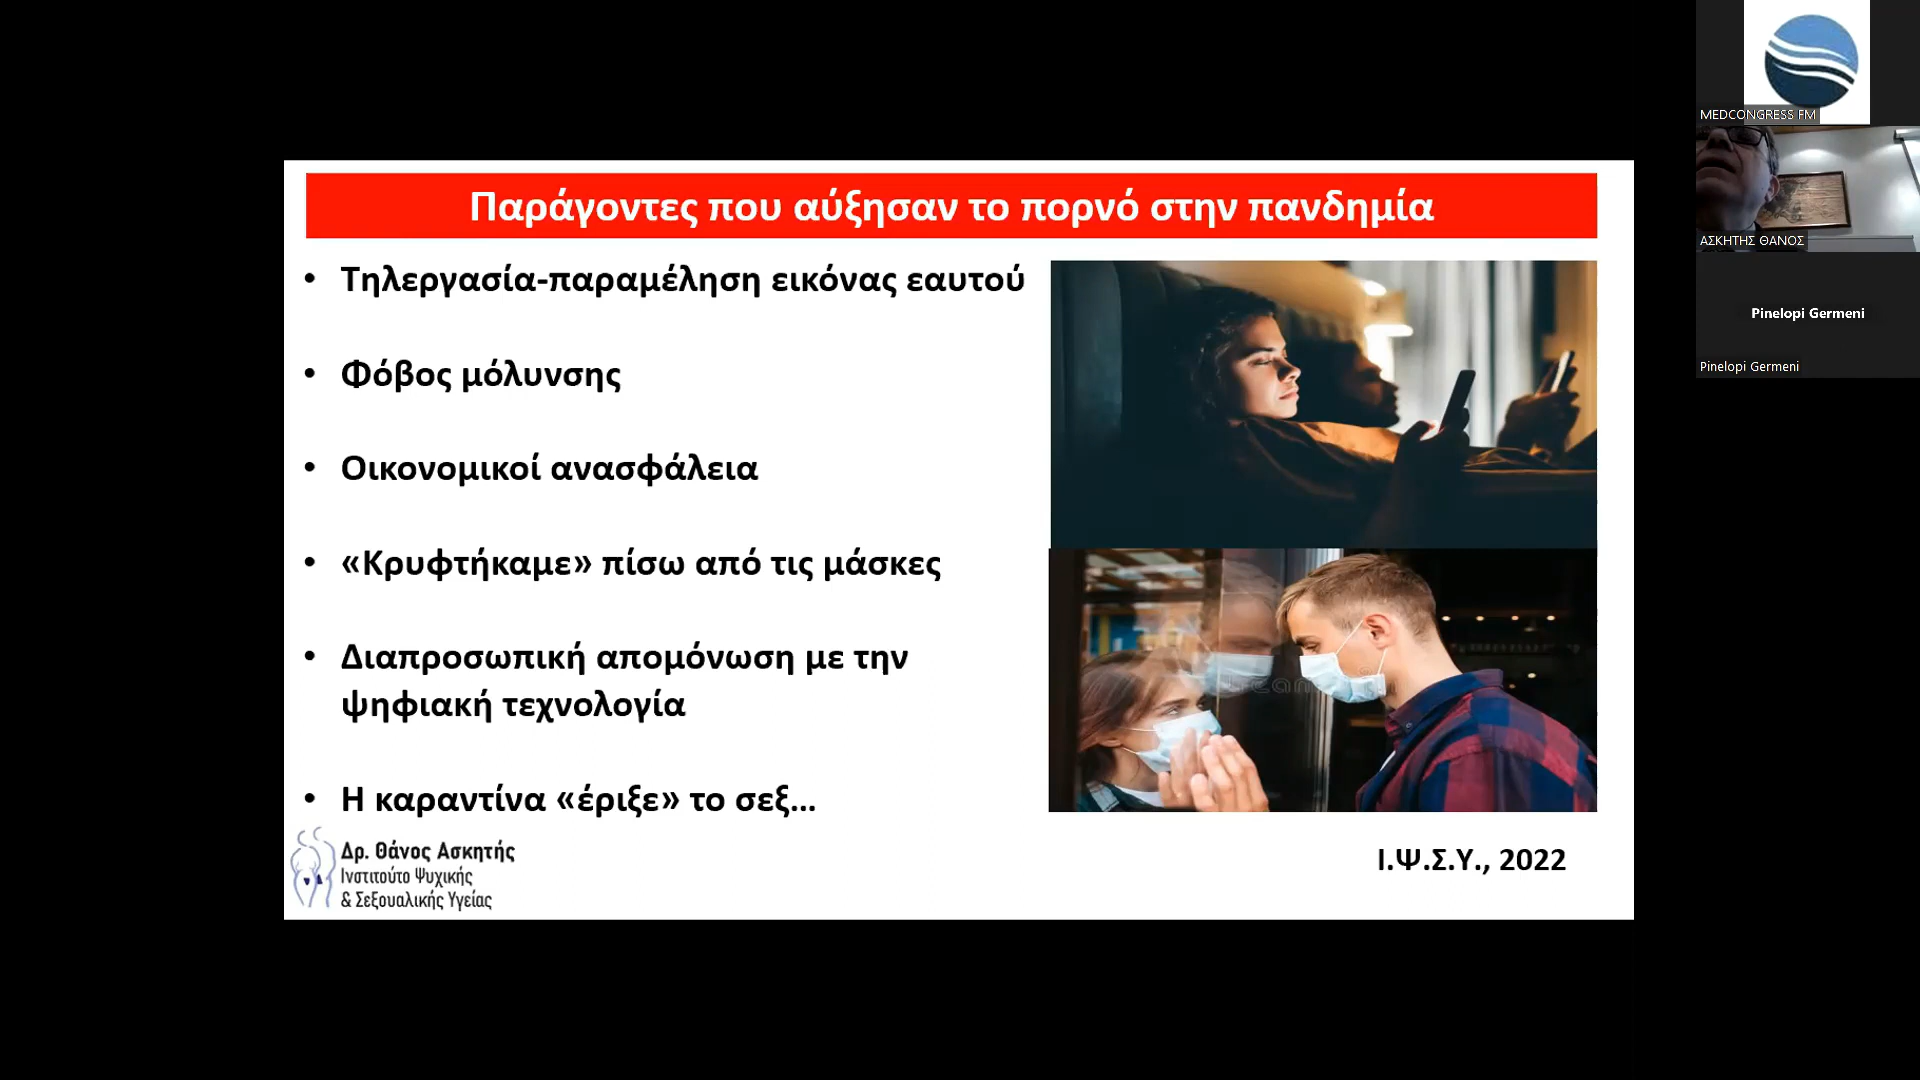 Παράγοντες που αύξησαν το πορνό στην πανδημία
• Τηλεργασία-παραμέληση εικόνας εαυτού
• Φόβος μόλυνσης
• Οικονομικοί ανασφάλεια
• «Κρυφτήκαμε» πίσω από τις μάσκες
• Διαπροσωπική απομόνωση με την
ψηφιακή τεχνολογία
• Η καραντίνα «έριξε» το σεξ...
Δρ. Θάνος Ασκητής
Ινστιτούτο Ψυχικής
& Σεξουαλικής Υγείας
Ι.Ψ.Σ.Υ., 2022
MEDCONGRESS FM
ΑΣΚΗΤΗΣ ΘΑΝΟΣ
Pinelopi Germeni
Pinelopi Germeni